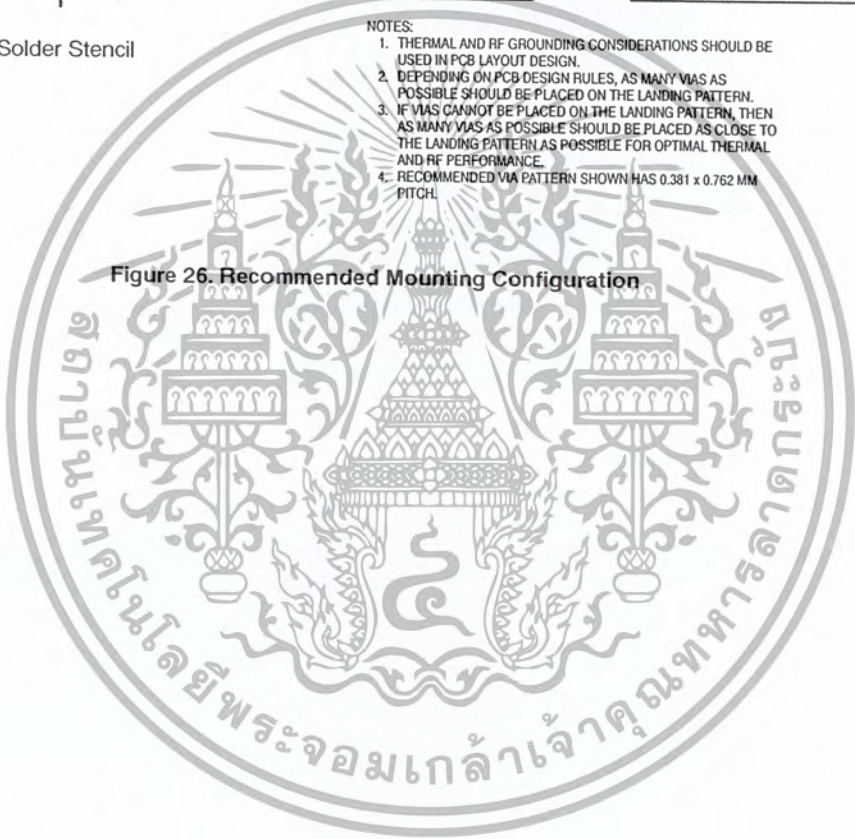 Solder Stencil
NOTES:
1. THERMAL AND RF GROUNDING CONSIDERATIONS SHOULD BE
USED IN PCB LAYOUT DESIGN.
2. DEPENDING ON PCB DESIGN RULES, AS MANY VIAS AS
POSSIBLE SHOULD BE PLACED ON THE LANDING PATTERN.
3. IF VIAS CANNOT BE PLACED ON THE LANDING PATTERN, THEN
AS MANY VIAS AS POSSIBLE SHOULD BE PLACED AS CLOSE TO
THE LANDING PATTERN AS POSSIBLE FOR OPTIMAL THERMAL
AND RF PERFORMANCE.
4. RECOMMENDED VIA PATTERN SHOWN HAS 0.381 x 0.762 MM
PITCH.
Figure 26. Recommended Mounting Configuration
สถาบันเทคโนโลยีพระจอมเกล้าเจ้าคุณทหารลาดกระบัง